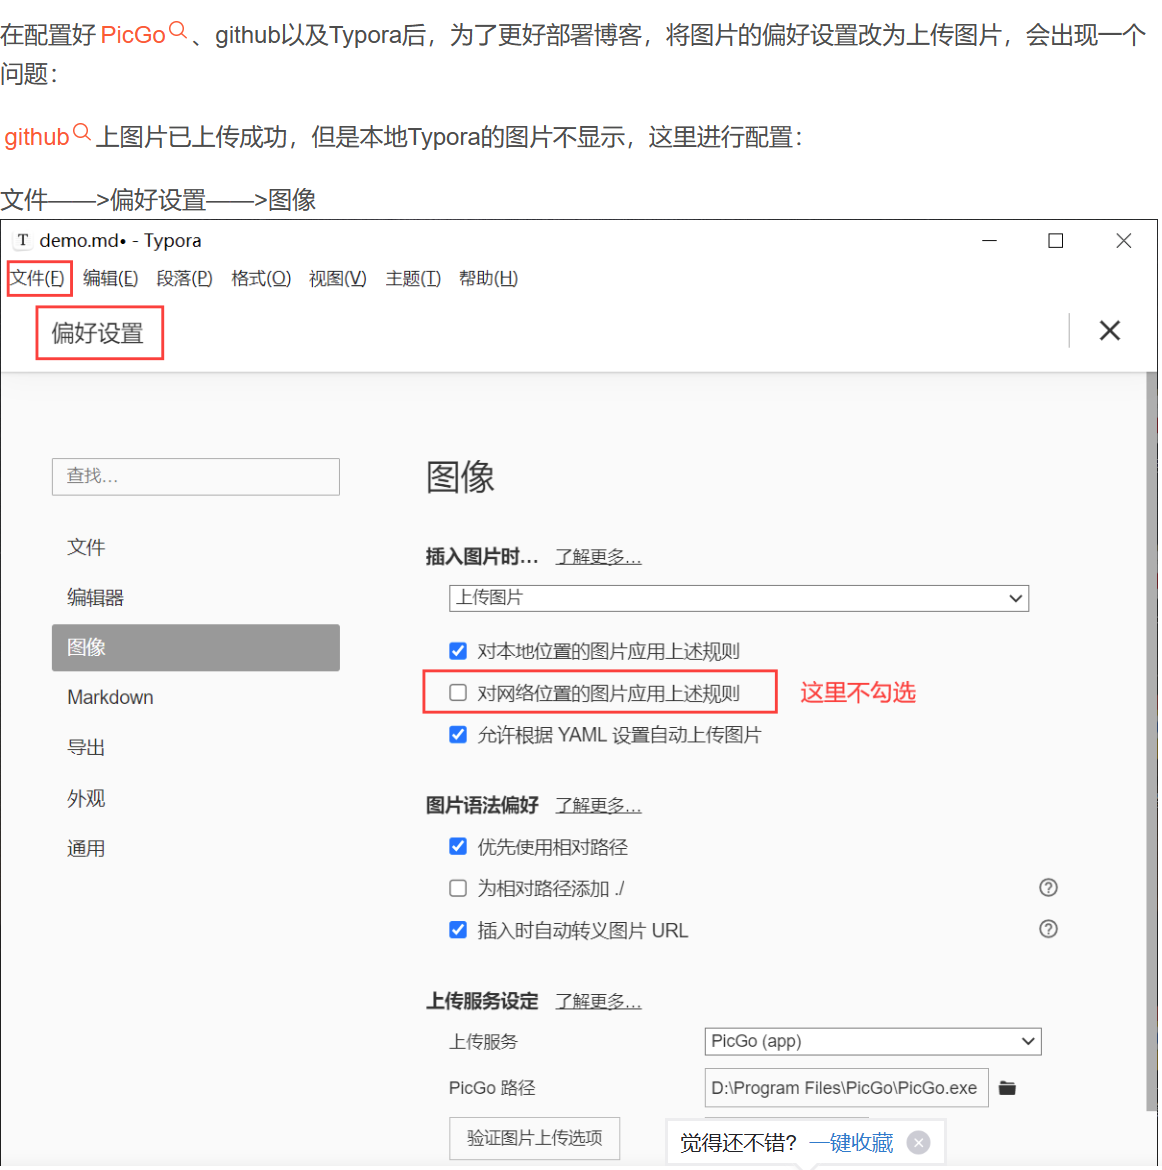 在配置好 PicGo 、github以及Typora后，为了更好部署博客，将图片的偏好设置改为上传图片，会出现一个
问题：
github 上图片已上传成功，但是本地Typora的图片不显示，这里进行配置：
文件——>偏好设置——>图像
T demo.md• - Typora
文件(F) 编辑(E) 段落(P) 格式(O) 视图(V) 主题(T) 帮助(H)
偏好设置
查找...
图像
文件
插入图片时... 了解更多...
编辑器
上传图片
图像
对本地位置的图片应用上述规则
Markdown
对网络位置的图片应用上述规则 这里不勾选
导出
允许根据 YAML 设置自动上传图片
外观
图片语法偏好 了解更多...
通用
优先使用相对路径
为相对路径添加 ./
插入时自动转义图片 URL
上传服务设定 了解更多...
上传服务 PicGo (app)
PicGo 路径 D:\Program Files\PicGo\PicGo.exe
验证图片上传选项
觉得还不错? 一键收藏